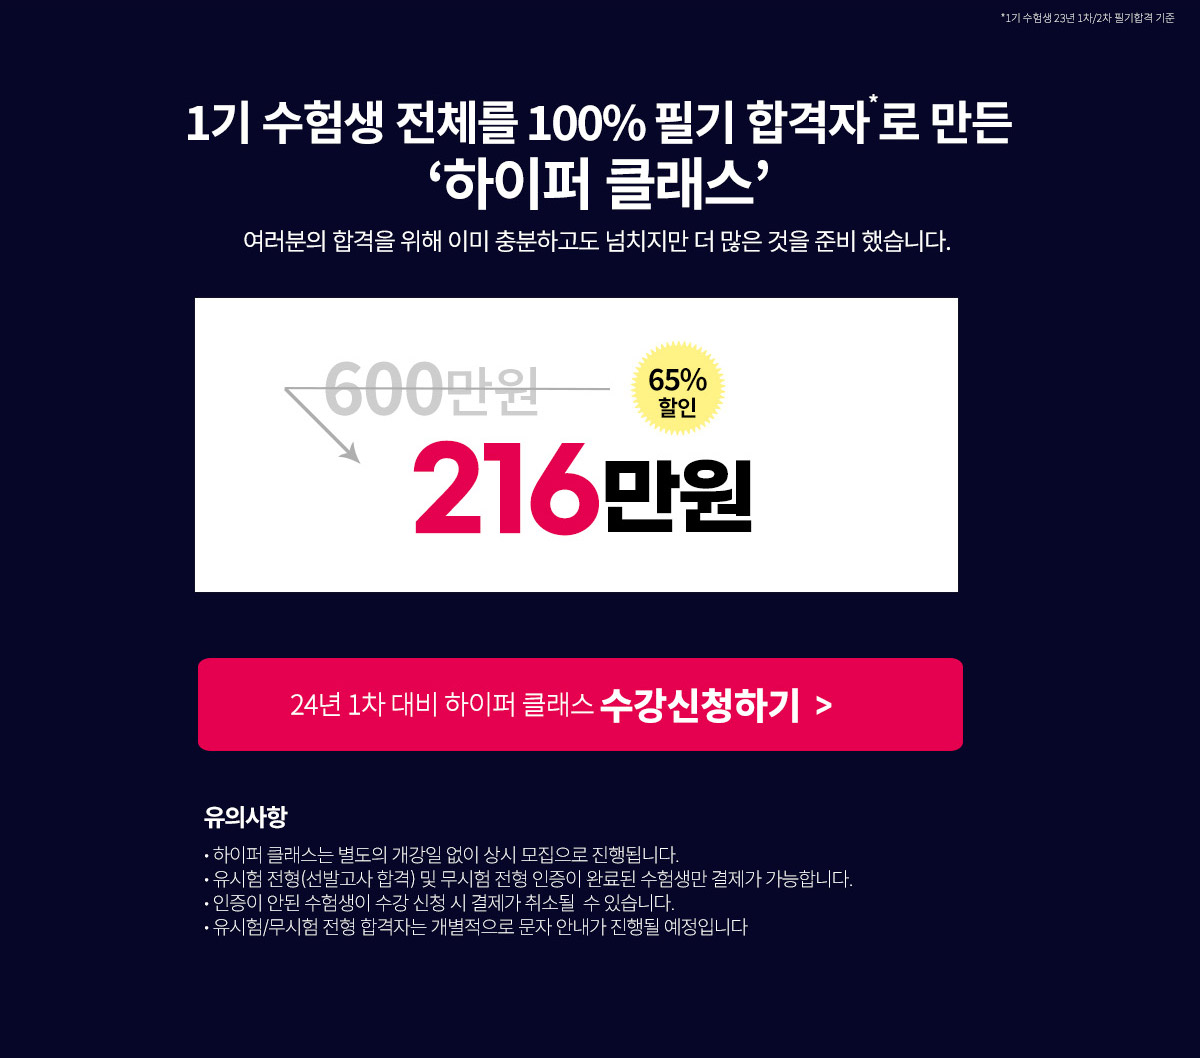 *1기 수험생 23년 1차/2차 필기합격 기준
1기 수험생 전체를 100% 필기 합격자*로 만든
‘하이퍼 클래스’
여러분의 합격을 위해 이미 충분하고도 넘치지만 더 많은 것을 준비 했습니다.
600만원
65%
할인
216만원
24년 1차 대비 하이퍼 클래스 수강신청하기 >
유의사항
• 하이퍼 클래스는 별도의 개강일 없이 상시 모집으로 진행됩니다.
• 유시험 전형(선발고사 합격) 및 무시험 전형 인증이 완료된 수험생만 결제가 가능합니다.
• 인증이 안된 수험생이 수강 신청 시 결제가 취소될 수 있습니다.
• 유시험/무시험 전형 합격자는 개별적으로 문자 안내가 진행될 예정입니다